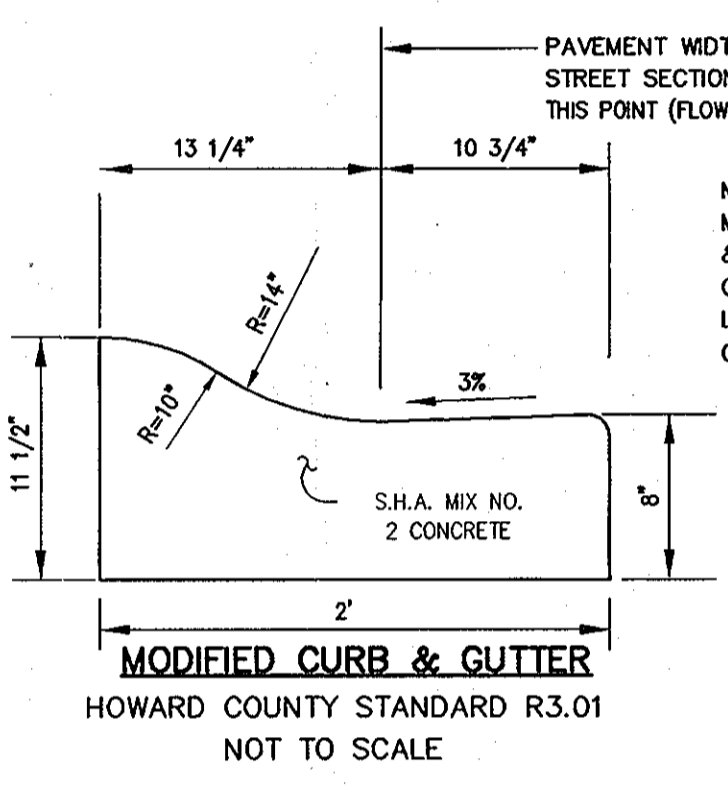 PAVEMENT WIDT
STREET SECTION
THIS POINT (FLOW
13 1/4"
10 3/4"
R=14"
R=10"
3%
11 1/2"
8"
S.H.A. MIX NO.
2 CONCRETE
2'
MODIFIED CURB & GUTTER
HOWARD COUNTY STANDARD R3.01
NOT TO SCALE